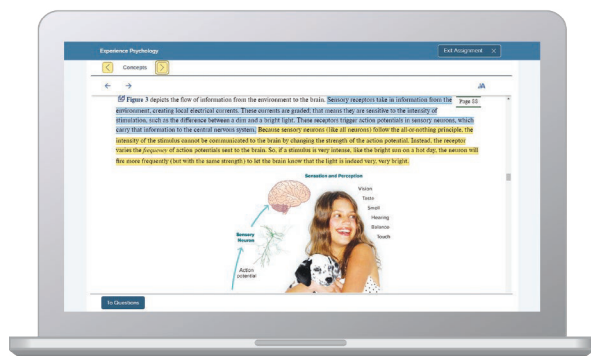 Experience Psychology
Exit Assignment X
Concepts
Figure 3 depicts the flow of information from the environment to the brain. Sensory receptors take in information from the
Page 83
environment, creating local electrical currents. These currents are graded; that means they are sensitive to the intensity of
stimulation, such as the difference between a dim and a bright light. These receptors trigger action potentials in sensory neurons, which
carry that information to the central nervous system. Because sensory neurons (like all neurons) follow the all-or-nothing principle, the
intensity of the stimulus cannot be communicated to the brain by changing the strength of the action potential. Instead, the receptor
varies the frequency of action potentials sent to the brain. So, if a stimulus is very intense, like the bright sun on a hot day, the neuron will
fire more frequently (but with the same strength) to let the brain know that the light is indeed very, very bright.
Sensation and Perception
Vision
Taste
Smell
Hearing
Balance
Touch
Sensory
Neuron
Action
potential
To Questions